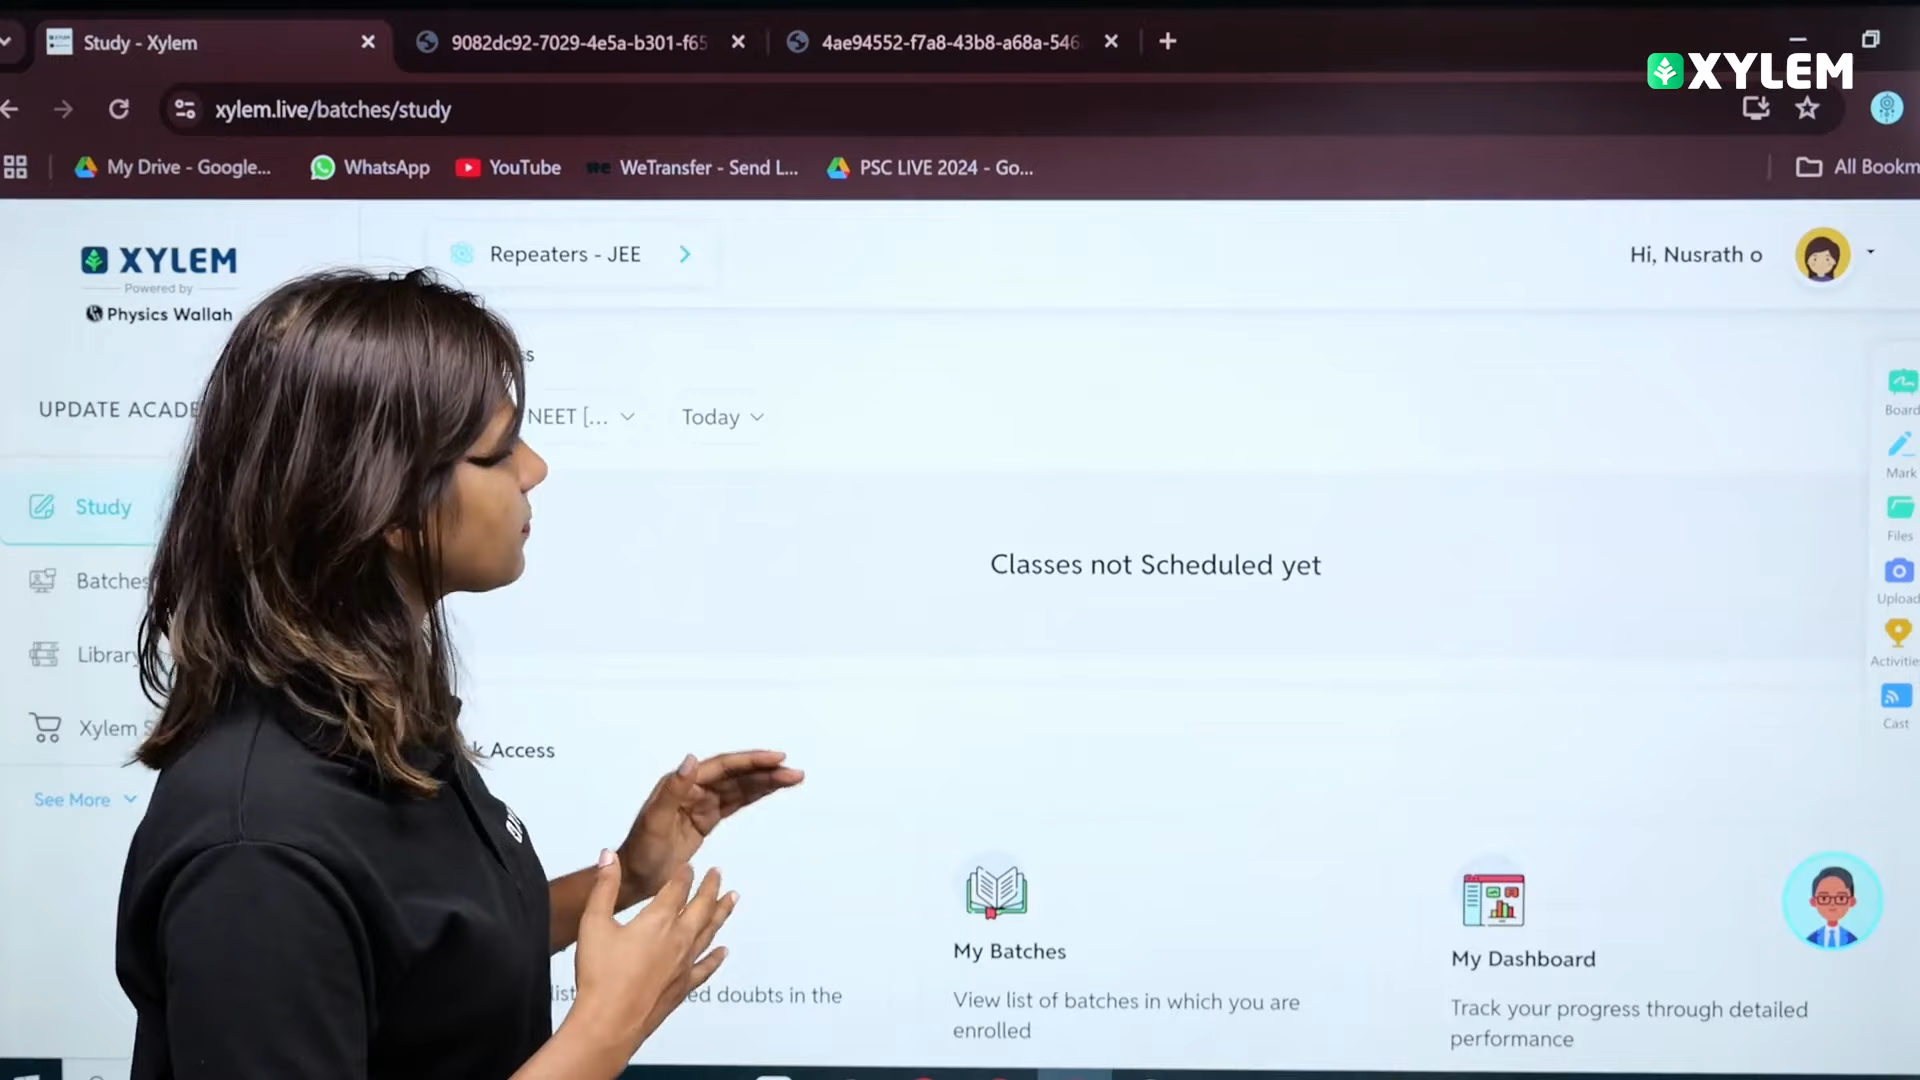 Study - Xylem
9082dc92-7029-4e5a-b301-f65
4ae94552-f7a8-43b8-a68a-546
XYLEM
xylem.live/batches/study
My Drive - Google...
WhatsApp
YouTube
WeTransfer - Send L...
PSC LIVE 2024 - Go...
All Bookm
XYLEM
Powered by
Physics Wallah
Repeaters - JEE
Hi, Nusrath o
UPDATE ACADE
NEET [...
Today
Board
Mark
Files
Upload
Activitie
Cast
Study
Classes not Scheduled yet
Batches
Library
Xylem S
See More
k Access
My Batches
My Dashboard
list
ed doubts in the
View list of batches in which you are
enrolled
Track your progress through detailed
performance